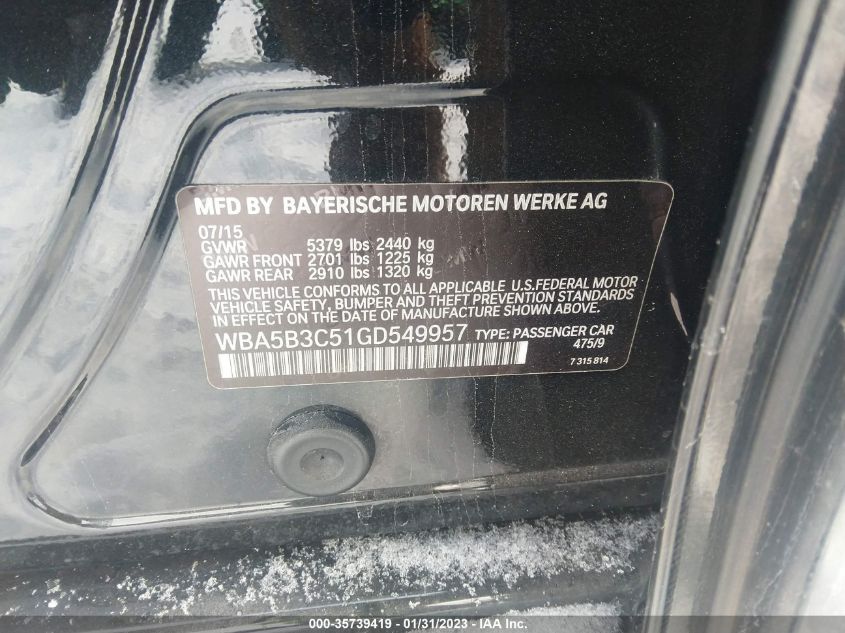 MFD BY BAYERISCHE MOTOREN WERKE AG
07/15
GVWR 5379 lbs 2440 kg
GAWR FRONT 2701 lbs 1225 kg
GAWR REAR 2910 lbs 1320 kg
THIS VEHICLE CONFORMS TO ALL APPLICABLE U.S.FEDERAL MOTOR
VEHICLE SAFETY, BUMPER AND THEFT PREVENTION STANDARDS
IN EFFECT ON THE DATE OF MANUFACTURE SHOWN ABOVE.
WBA5B3C51GD549957 TYPE: PASSENGER CAR
475/9
7 315 814
000-35739419 - 01/31/2023 - IAA Inc.